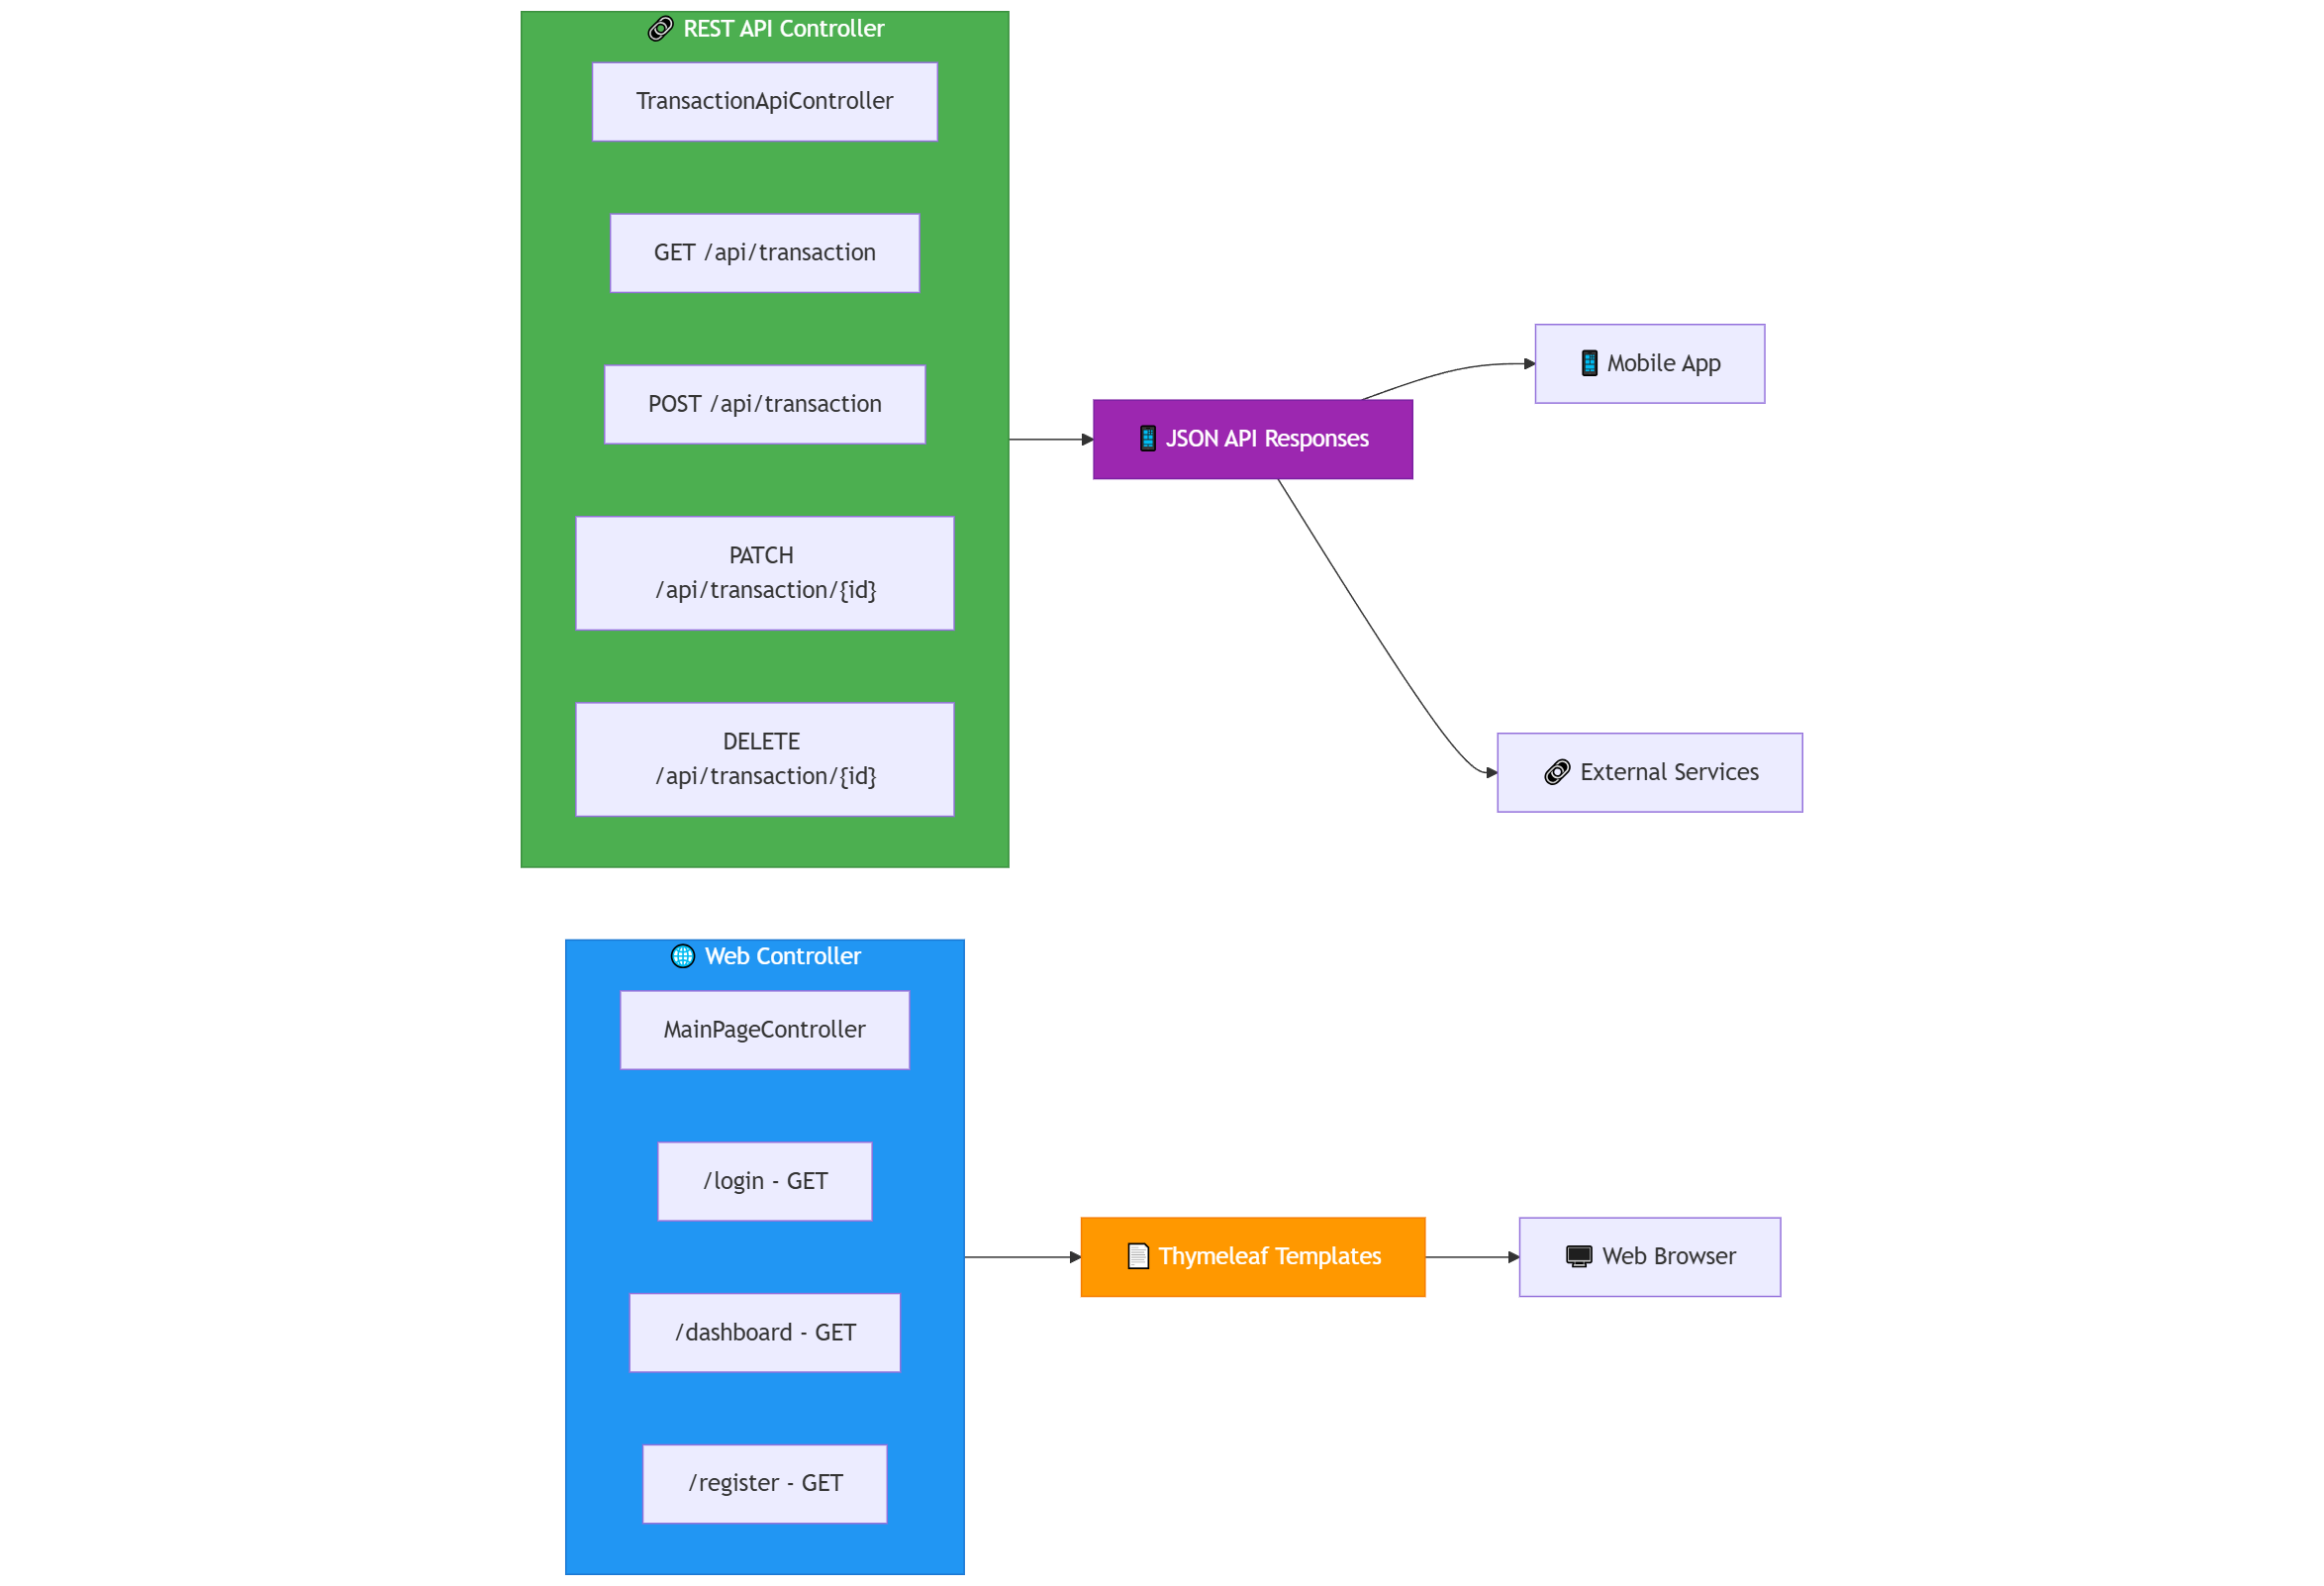 REST API Controller
TransactionApiController
GET /api/transaction
POST /api/transaction
PATCH
/api/transaction/{id}
DELETE
/api/transaction/{id}
JSON API Responses
Mobile App
External Services
Web Controller
MainPageController
/login - GET
/dashboard - GET
/register - GET
Thymeleaf Templates
Web Browser